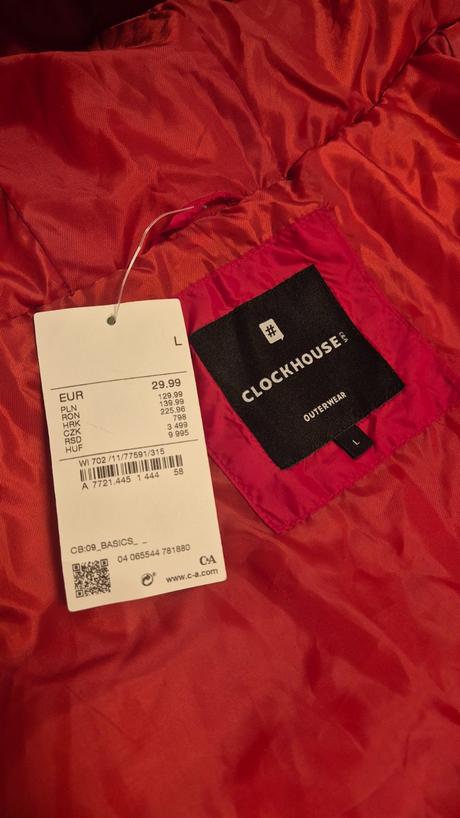 L
EUR 29.99
PLN 129.99
RON 139.99
HRK 225.96
CZK 798
RSD 3 499
HUF 9 995
WI 702 /11/77591/315
A 7721.445 1 444 58
CB:09_BASICS_ _
04 065544 781880
C&A
www.c-a.com
#
CLOCKHOUSE
C&A
OUTERWEAR
L